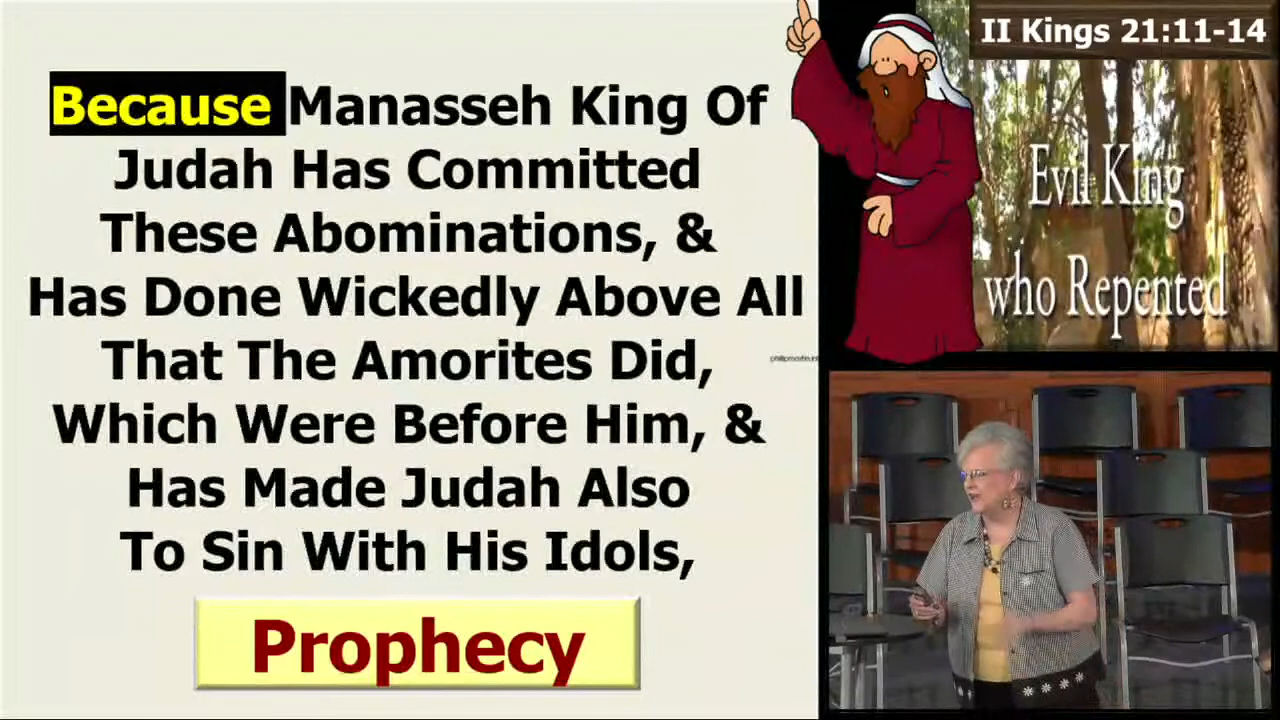 Because Manasseh King Of
Judah Has Committed
These Abominations, &
Has Done Wickedly Above All
That The Amorites Did,
Which Were Before Him, &
Has Made Judah Also
To Sin With His Idols,
Prophecy
II Kings 21:11-14
Evil King
who Repented